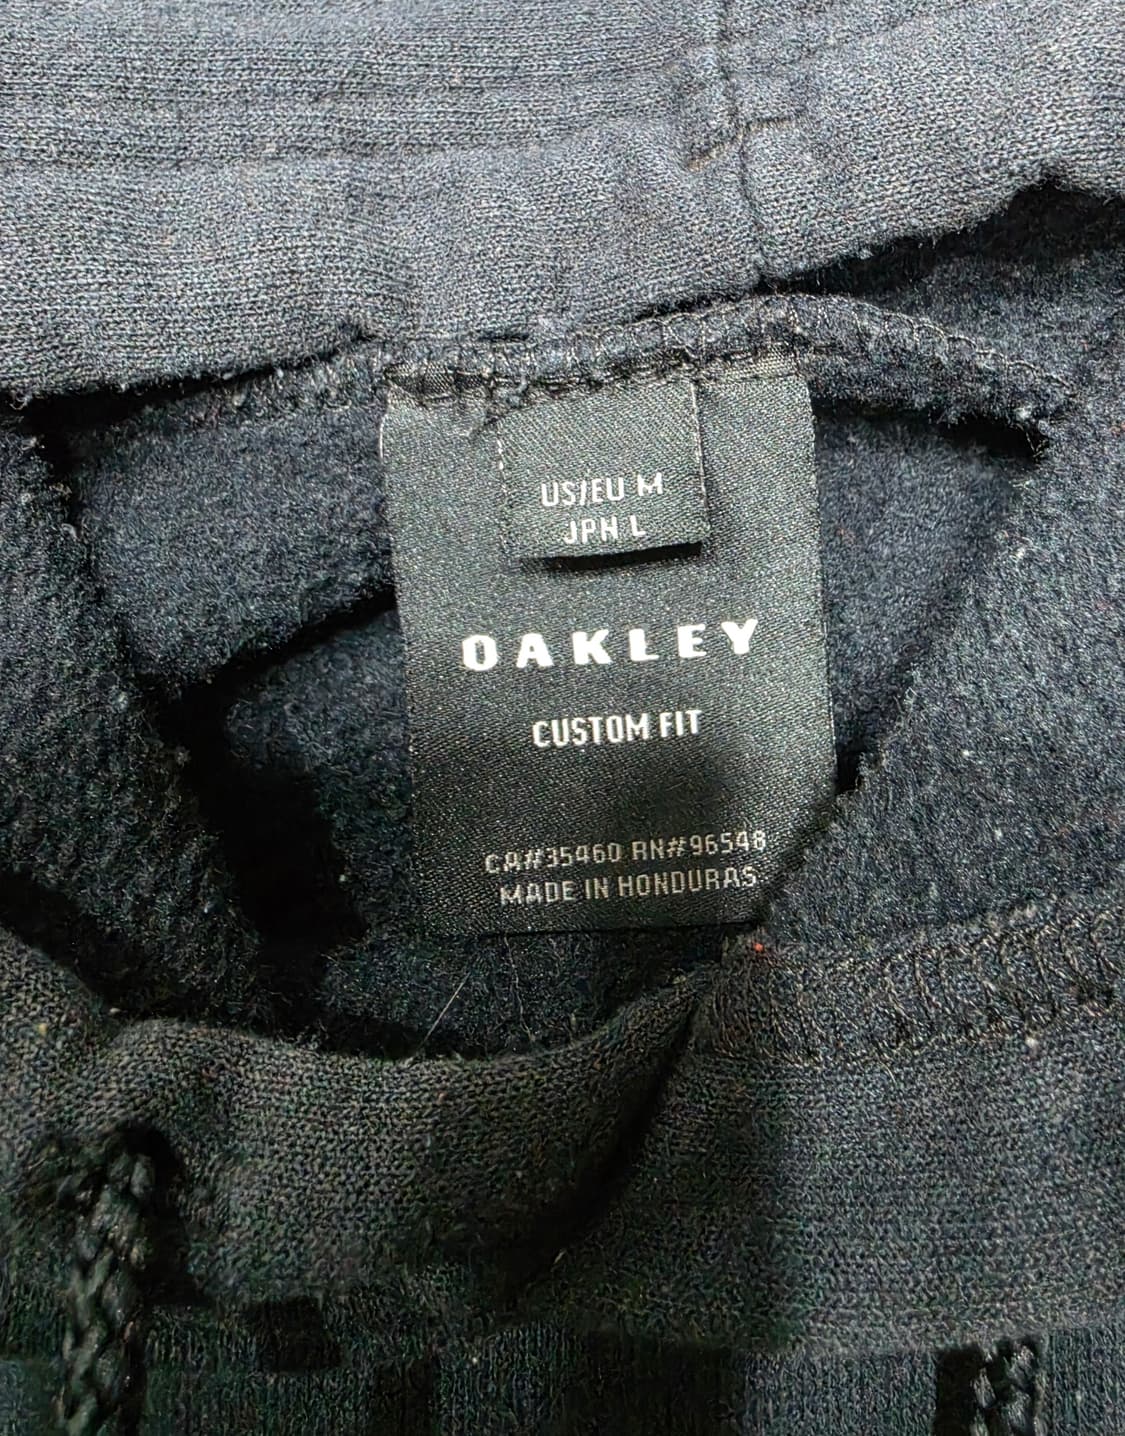 US/EU M
JPN L
OAKLEY
CUSTOM FIT
CA#35460 RN#96548
MADE IN HONDURAS